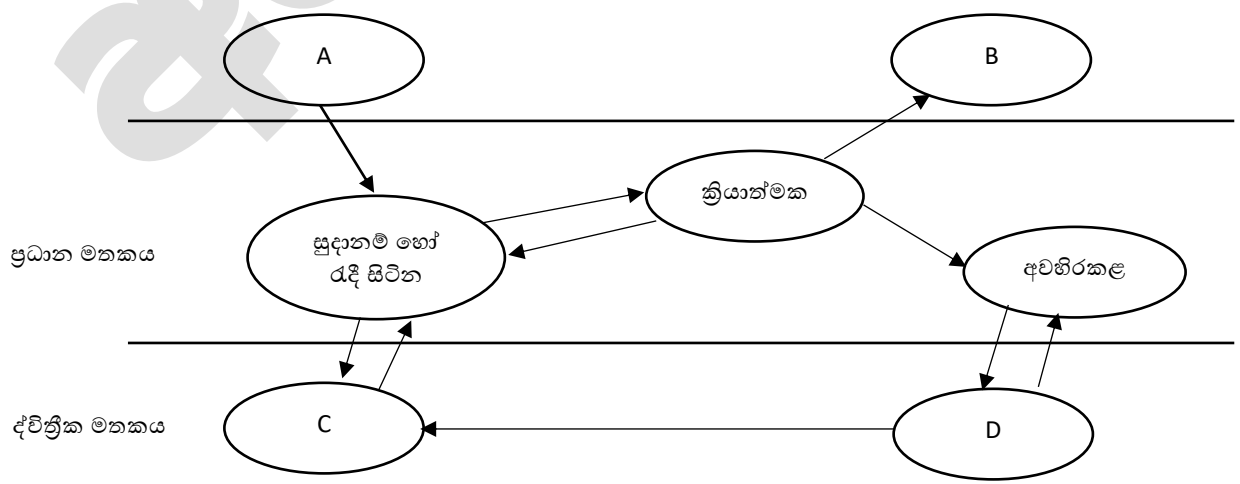 A
B
ක්‍රියාත්මක
ප්‍රධාන මතකය
සුදානම් හෝ
රැදී සිටින
අවහිරකළ
ද්විත්‍රීක මතකය
C
D